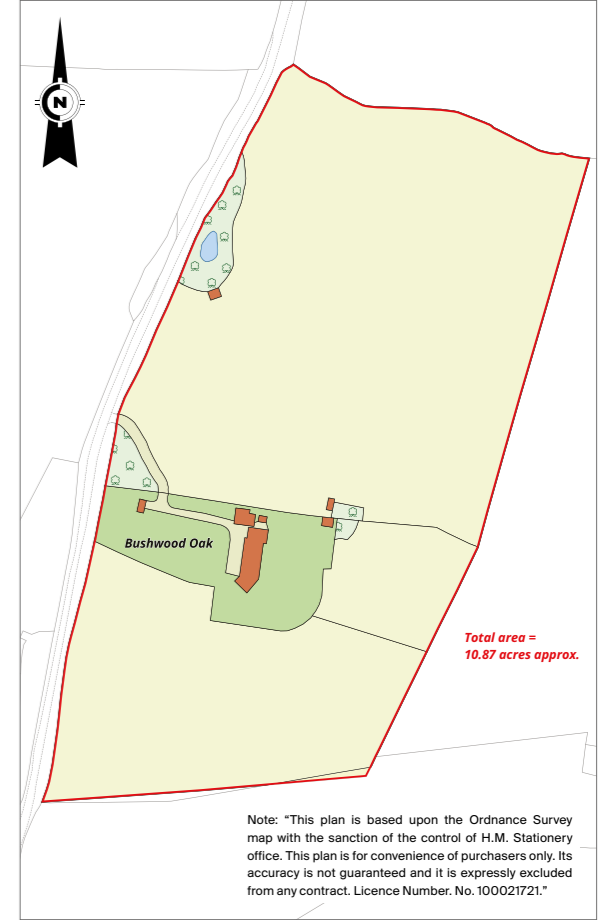 N
Bushwood Oak
Total area =
10.87 acres approx.
Note: “This plan is based upon the Ordnance Survey
map with the sanction of the control of H.M. Stationery
office. This plan is for convenience of purchasers only. Its
accuracy is not guaranteed and it is expressly excluded
from any contract. Licence Number. No. 100021721.”